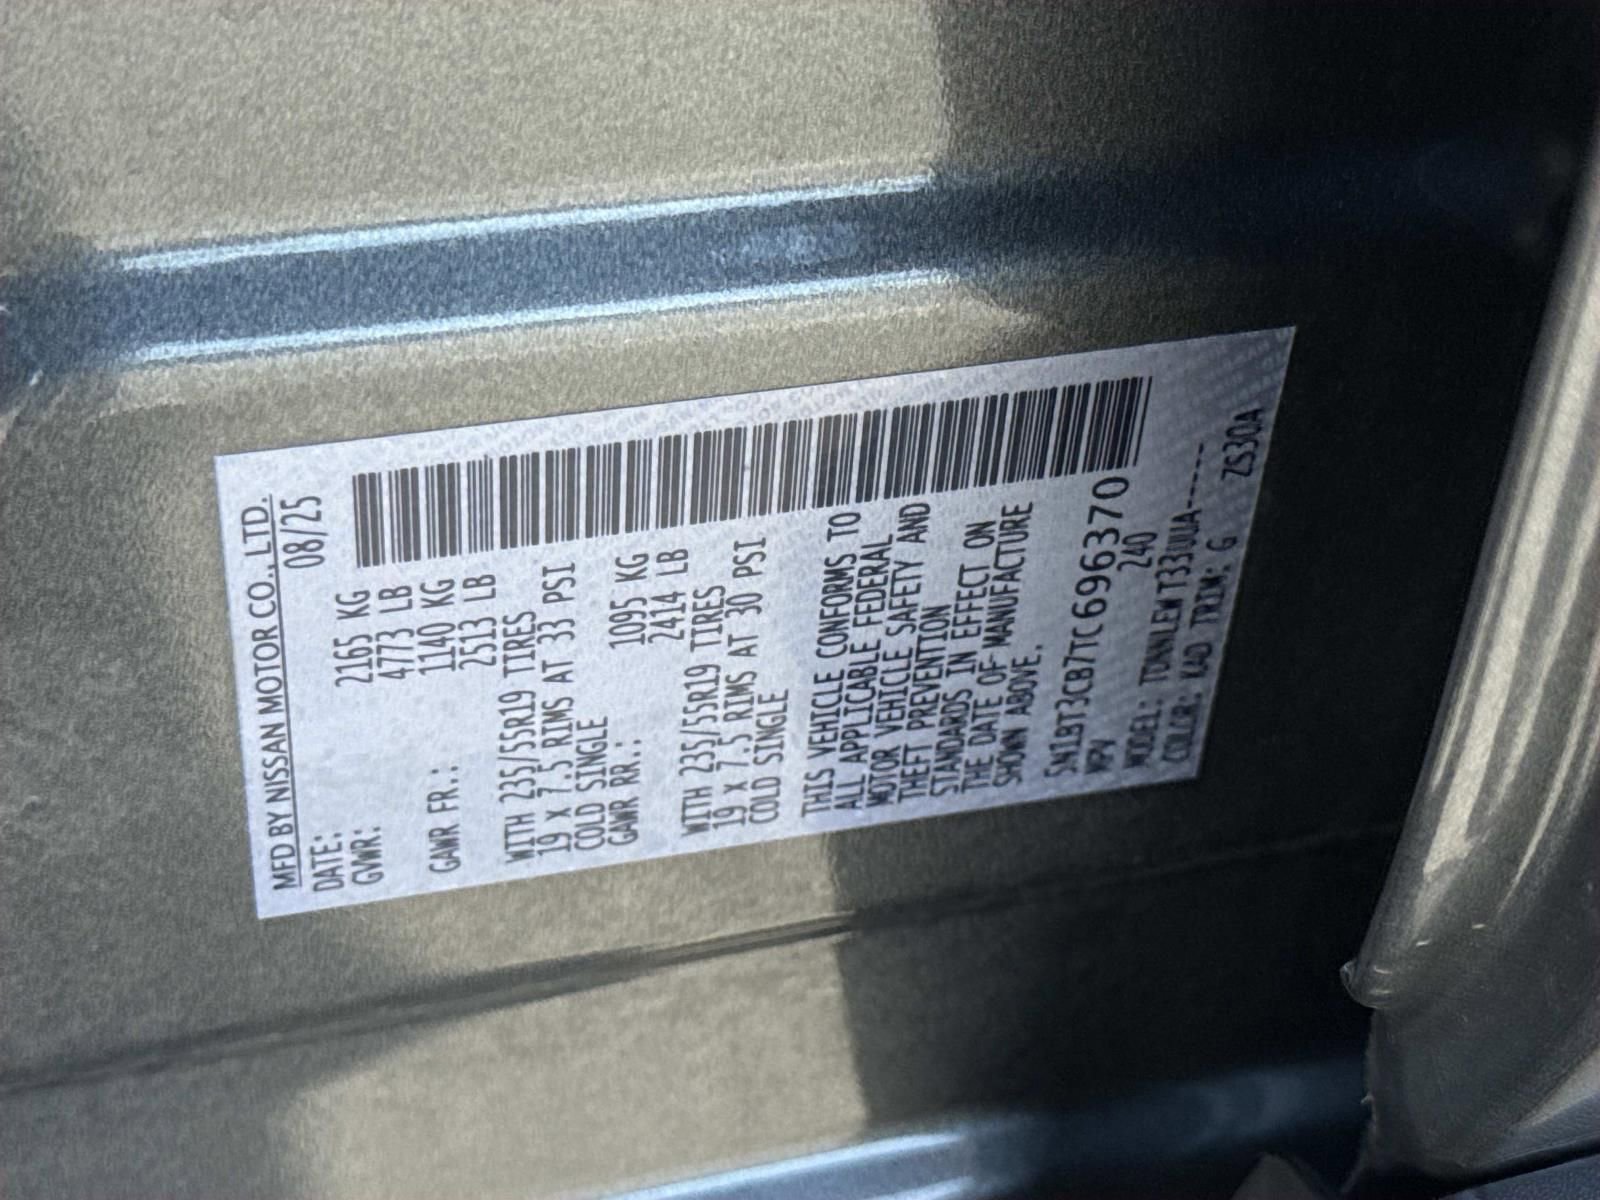 MFD BY NISSAN MOTOR CO., LTD.
DATE: 08/25
GVWR: 2165 KG
4773 LB
GAWR FR.: 1140 KG
2513 LB
WITH 235/55R19 TIRES
19 X 7.5 RIMS AT 33 PSI
COLD SINGLE
GAWR RR.: 1095 KG
2414 LB
WITH 235/55R19 TIRES
19 X 7.5 RIMS AT 30 PSI
COLD SINGLE
THIS VEHICLE CONFORMS TO
ALL APPLICABLE FEDERAL
MOTOR VEHICLE SAFETY AND
THEFT PREVENTION
STANDARDS IN EFFECT ON
THE DATE OF MANUFACTURE
SHOWN ABOVE.
5N1BT3CB7TC696370
MPV 240
MODEL: TDNNLEWT33UUA-----
COLOR: KAD TRIM: G ZS30A